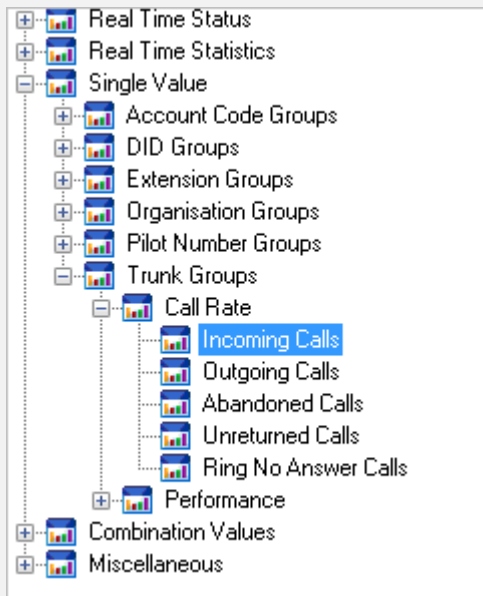 Real Time Status
Real Time Statistics
Single Value
Account Code Groups
DID Groups
Extension Groups
Organisation Groups
Pilot Number Groups
Trunk Groups
Call Rate
Incoming Calls
Outgoing Calls
Abandoned Calls
Unreturned Calls
Ring No Answer Calls
Performance
Combination Values
Miscellaneous